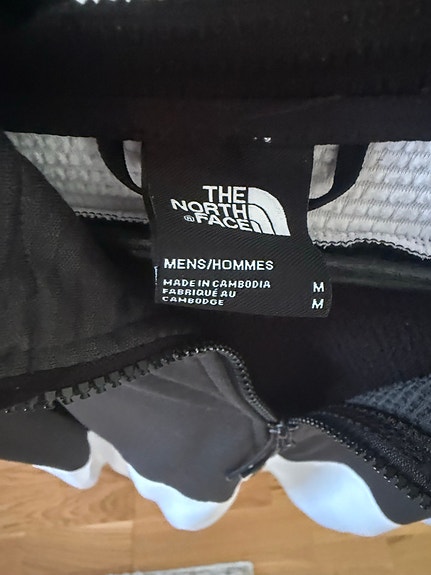 THE
NORTH
FACE
®
MENS/HOMMES
MADE IN CAMBODIA M
FABRIQUÉ AU
CAMBODGE M